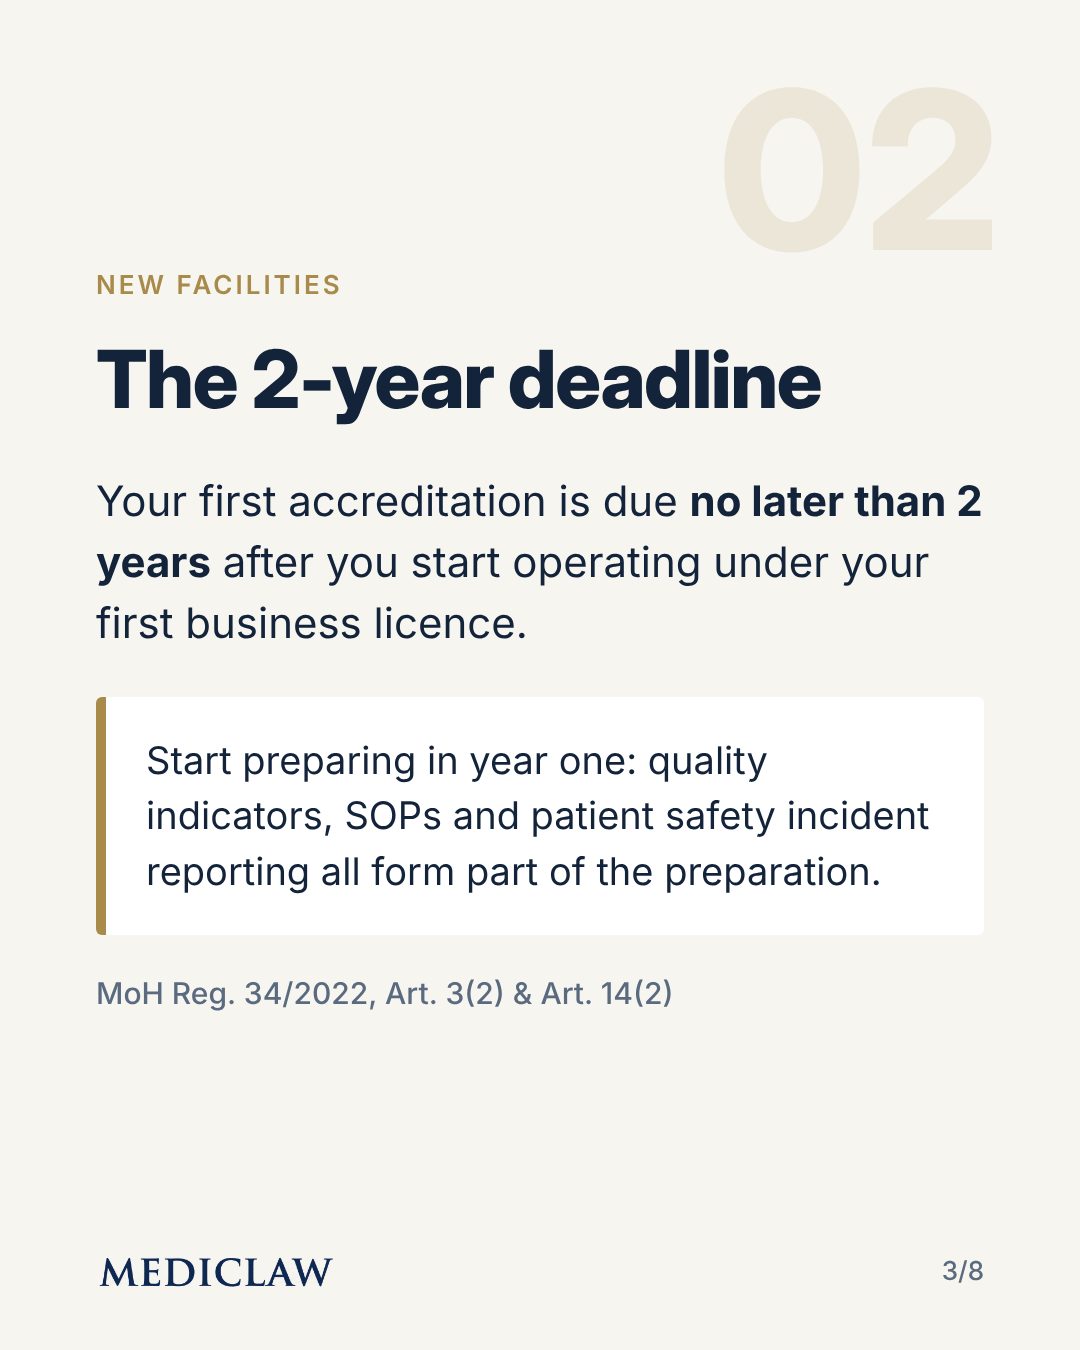 02
NEW FACILITIES
The 2-year deadline
Your first accreditation is due no later than 2
years after you start operating under your
first business licence.
Start preparing in year one: quality
indicators, SOPs and patient safety incident
reporting all form part of the preparation.
MoH Reg. 34/2022, Art. 3(2) & Art. 14(2)
MEDICLAW
3/8